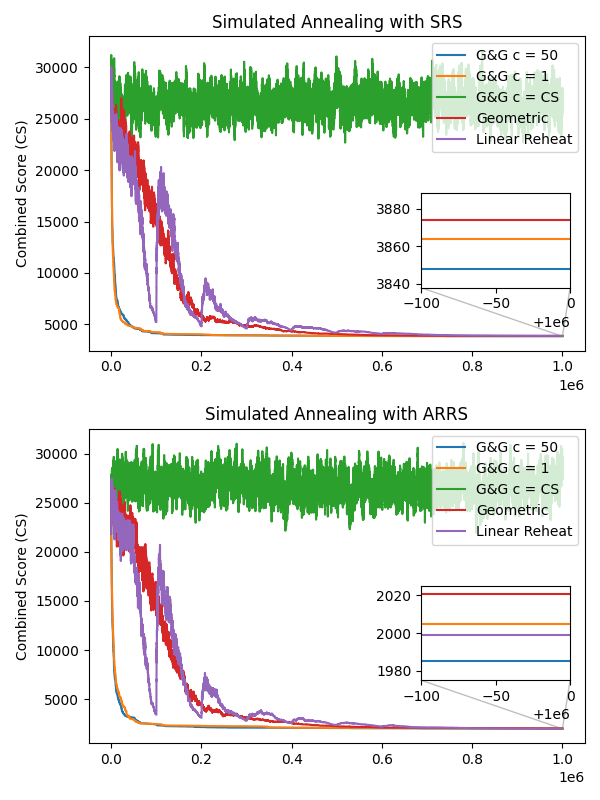 Simulated Annealing with SRS
Combined Score (CS)
30000
25000
20000
15000
10000
5000
G&G c = 50
G&G c = 1
G&G c = CS
Geometric
Linear Reheat
3880
3860
3840
−100
−50
0
+1e6
0.0
0.2
0.4
0.6
0.8
1.0
1e6
Simulated Annealing with ARRS
Combined Score (CS)
30000
25000
20000
15000
10000
5000
G&G c = 50
G&G c = 1
G&G c = CS
Geometric
Linear Reheat
2020
2000
1980
−100
−50
0
+1e6
0.0
0.2
0.4
0.6
0.8
1.0
1e6